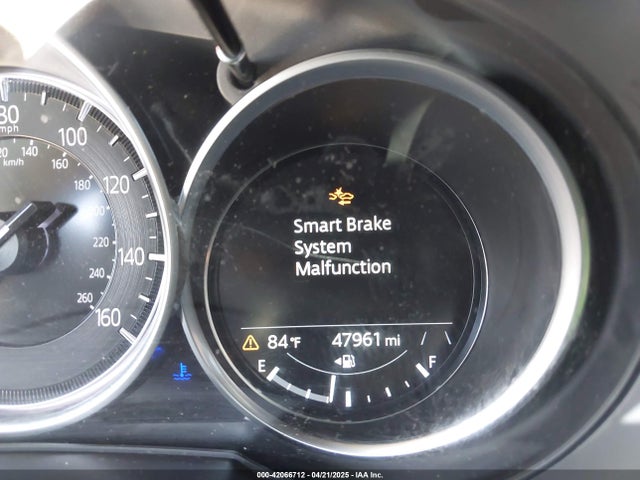 80
mph
100
120
140
160
120
140
160
km/h
180
200
220
240
260
Smart Brake
System
Malfunction
84°F
47961 mi
E
F
000-42066712 - 04/21/2025 - IAA Inc.